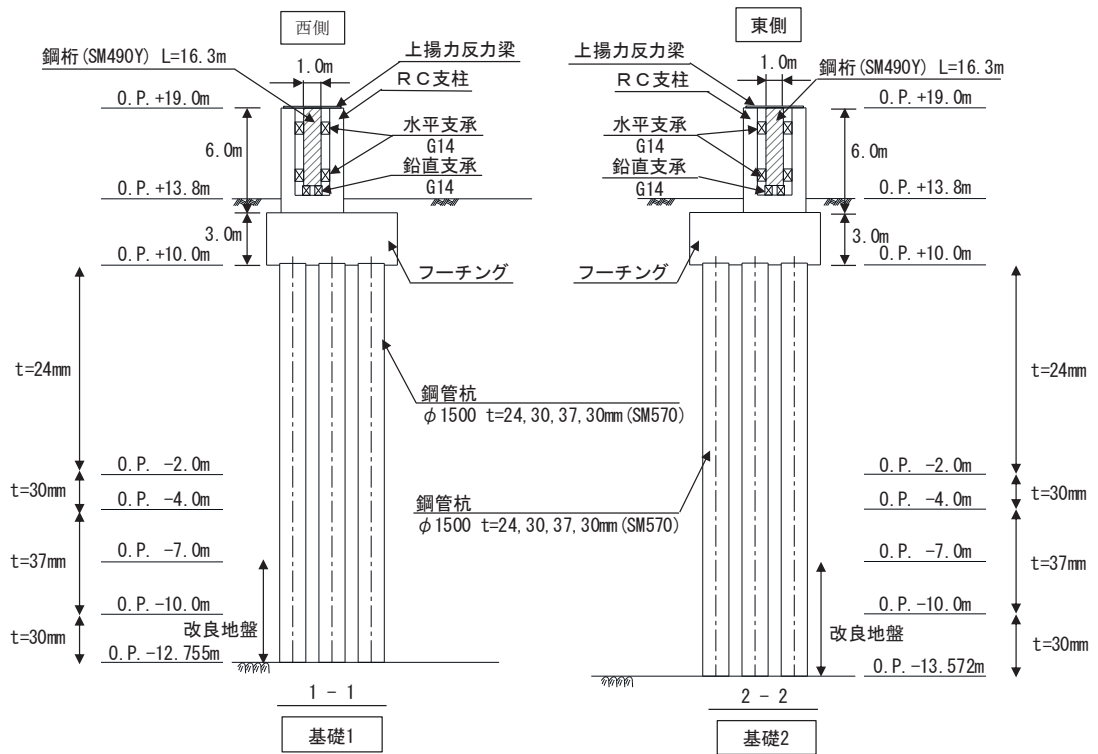 西側
鋼桁(SM490Y) L=16.3m
上揚力反力梁
1.0m
RC支柱
O.P.+19.0m
水平支承
G14
6.0m
鉛直支承
G14
O.P.+13.8m
3.0m
O.P.+10.0m
フーチング
t=24mm
鋼管杭
φ1500 t=24,30,37,30mm(SM570)
O.P. -2.0m
t=30mm
O.P. -4.0m
t=37mm
O.P. -7.0m
O.P.-10.0m
改良地盤
t=30mm
O.P.-12.755m
1 - 1
基礎1
東側
上揚力反力梁
鋼桁(SM490Y) L=16.3m
1.0m
RC支柱
O.P.+19.0m
水平支承
G14
6.0m
鉛直支承
G14
O.P.+13.8m
3.0m
O.P.+10.0m
フーチング
t=24mm
鋼管杭
φ1500 t=24,30,37,30mm(SM570)
O.P. -2.0m
t=30mm
O.P. -4.0m
t=37mm
O.P. -7.0m
O.P.-10.0m
改良地盤
t=30mm
O.P.-13.572m
2 - 2
基礎2